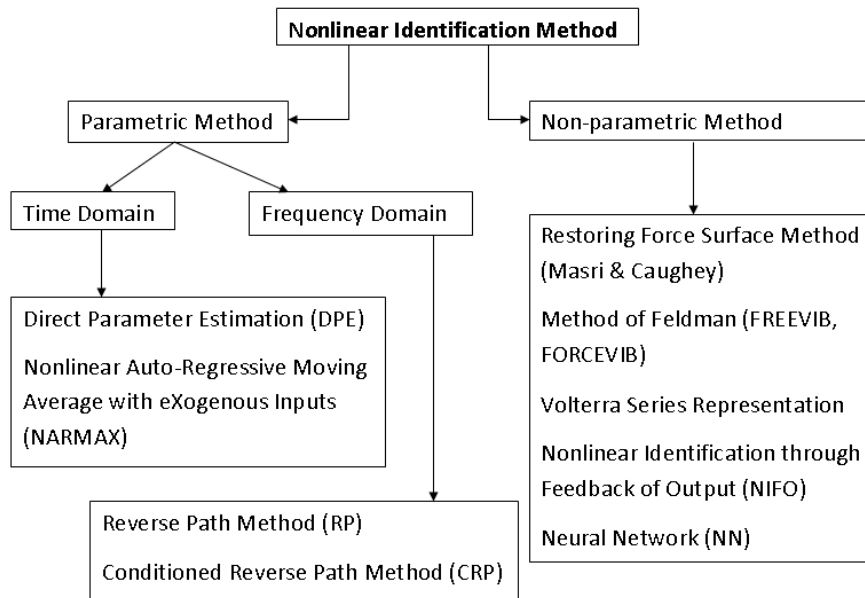 Nonlinear Identification Method
Parametric Method
Non-parametric Method
Time Domain
Frequency Domain
Direct Parameter Estimation (DPE)
Nonlinear Auto-Regressive Moving
Average with eXogenous Inputs
(NARMAX)
Reverse Path Method (RP)
Conditioned Reverse Path Method (CRP)
Restoring Force Surface Method
(Masri & Caughey)
Method of Feldman (FREEVIB,
FORCEVIB)
Volterra Series Representation
Nonlinear Identification through
Feedback of Output (NIFO)
Neural Network (NN)